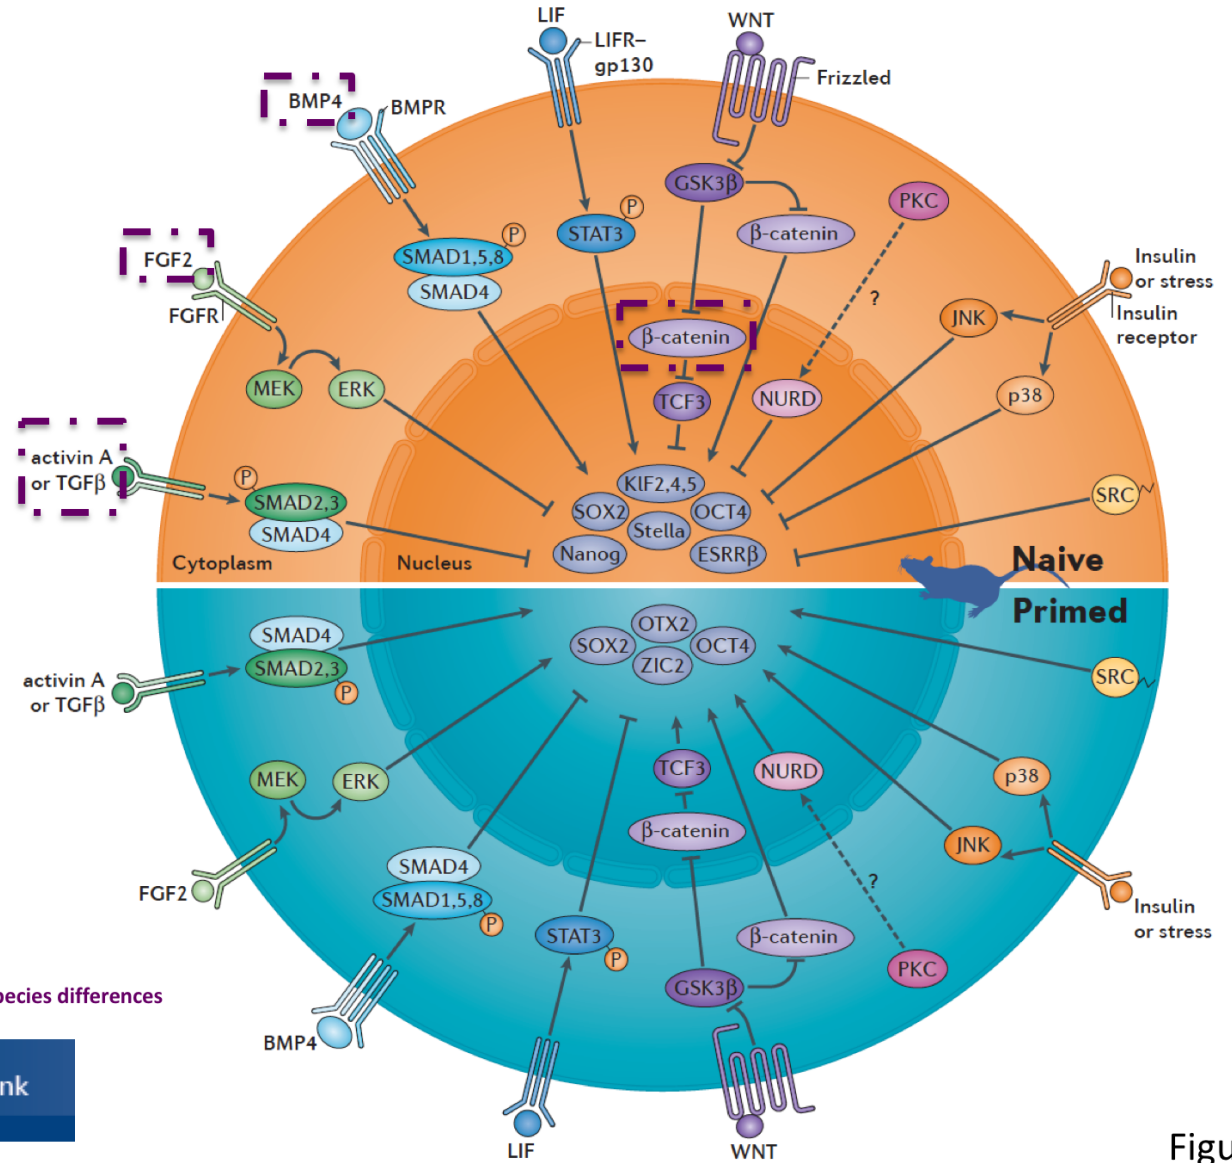 LIF
LIFR–
gp130
WNT
Frizzled
BMP4
BMPR
GSK3β
PKC
P
STAT3
β-catenin
P
SMAD1,5,8
SMAD4
FGF2
FGFR
?
Insulin
or stress
Insulin
receptor
JNK
β-catenin
MEK
ERK
TCF3
NURD
p38
activin A
or TGFβ
P
SMAD2,3
SMAD4
KlF2,4,5
SOX2
OCT4
Stella
Nanog
ESRRβ
SRC
Cytoplasm
Nucleus
Naive
Primed
SMAD4
SMAD2,3
P
activin A
or TGFβ
OTX2
SOX2
OCT4
ZIC2
SRC
MEK
ERK
TCF3
NURD
p38
β-catenin
JNK
FGF2
SMAD4
SMAD1,5,8
P
?
Insulin
or stress
STAT3
P
β-catenin
PKC
GSK3β
BMP4
LIF
WNT
pecies differences
nk
Figu